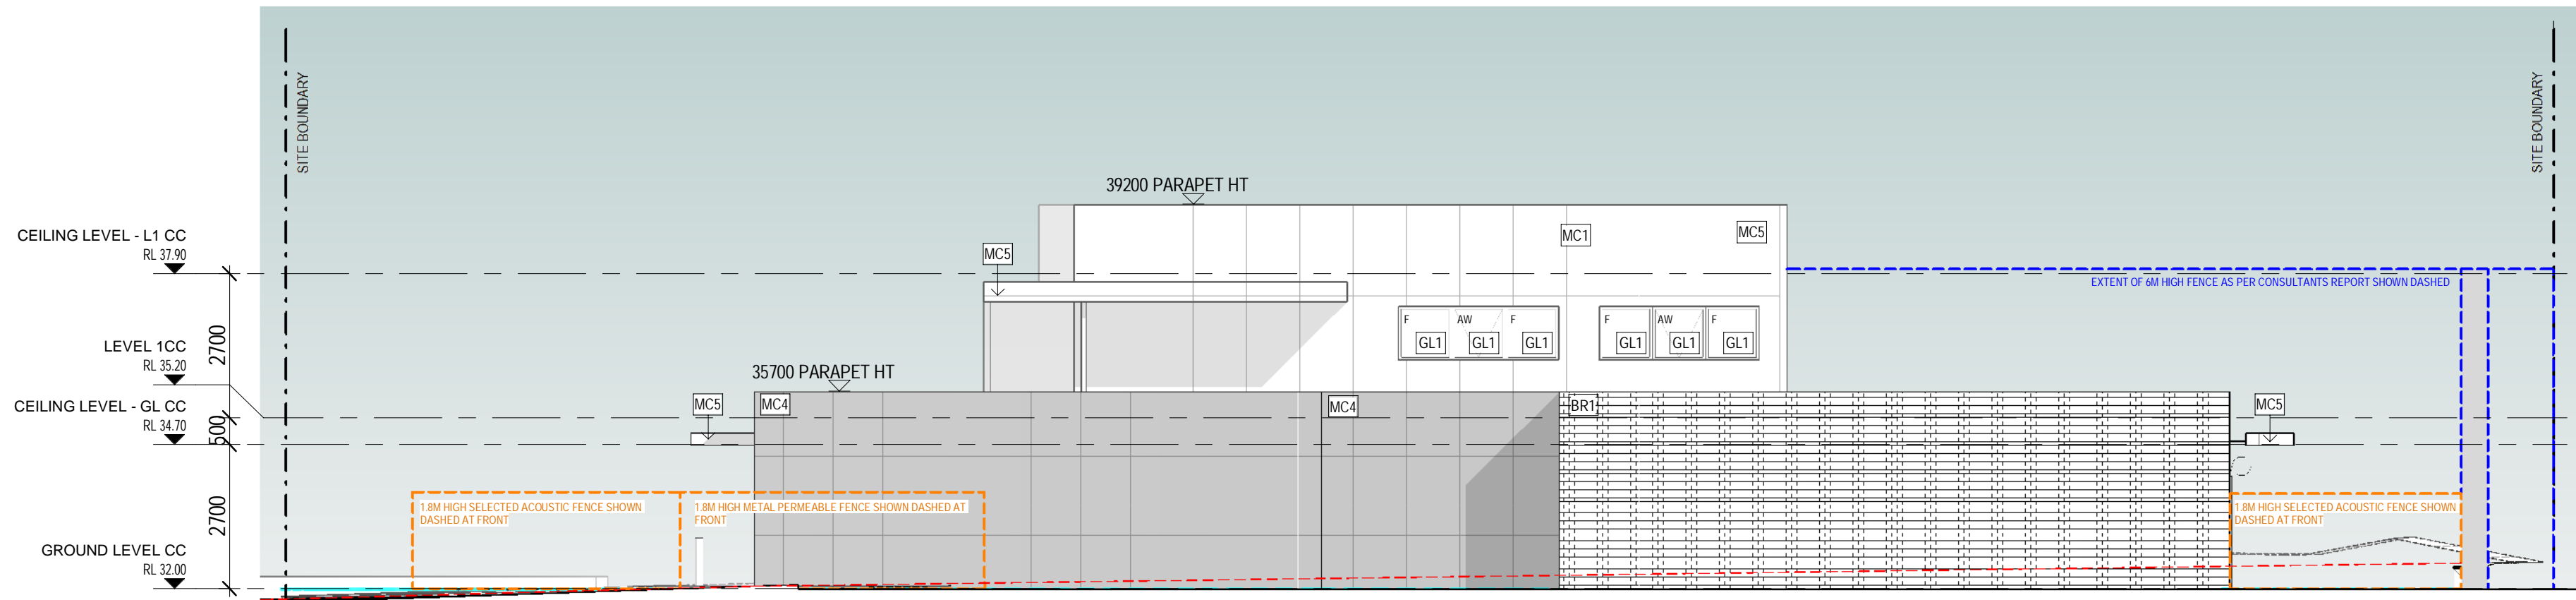 SITE BOUNDARY
SITE BOUNDARY
39200 PARAPET HT
CEILING LEVEL - L1 CC
RL 37.90
MC5
MC1
MC5
EXTENT OF 6M HIGH FENCE AS PER CONSULTANTS REPORT SHOWN DASHED
2700
LEVEL 1CC
RL 35.20
F
AW
F
F
AW
F
GL1
GL1
GL1
GL1
GL1
GL1
35700 PARAPET HT
CEILING LEVEL - GL CC
RL 34.70
500
MC5
MC4
MC4
BR1
MC5
2700
1.8M HIGH SELECTED ACOUSTIC FENCE SHOWN
DASHED AT FRONT
1.8M HIGH METAL PERMEABLE FENCE SHOWN DASHED AT
FRONT
1.8M HIGH SELECTED ACOUSTIC FENCE SHOWN
DASHED AT FRONT
GROUND LEVEL CC
RL 32.00